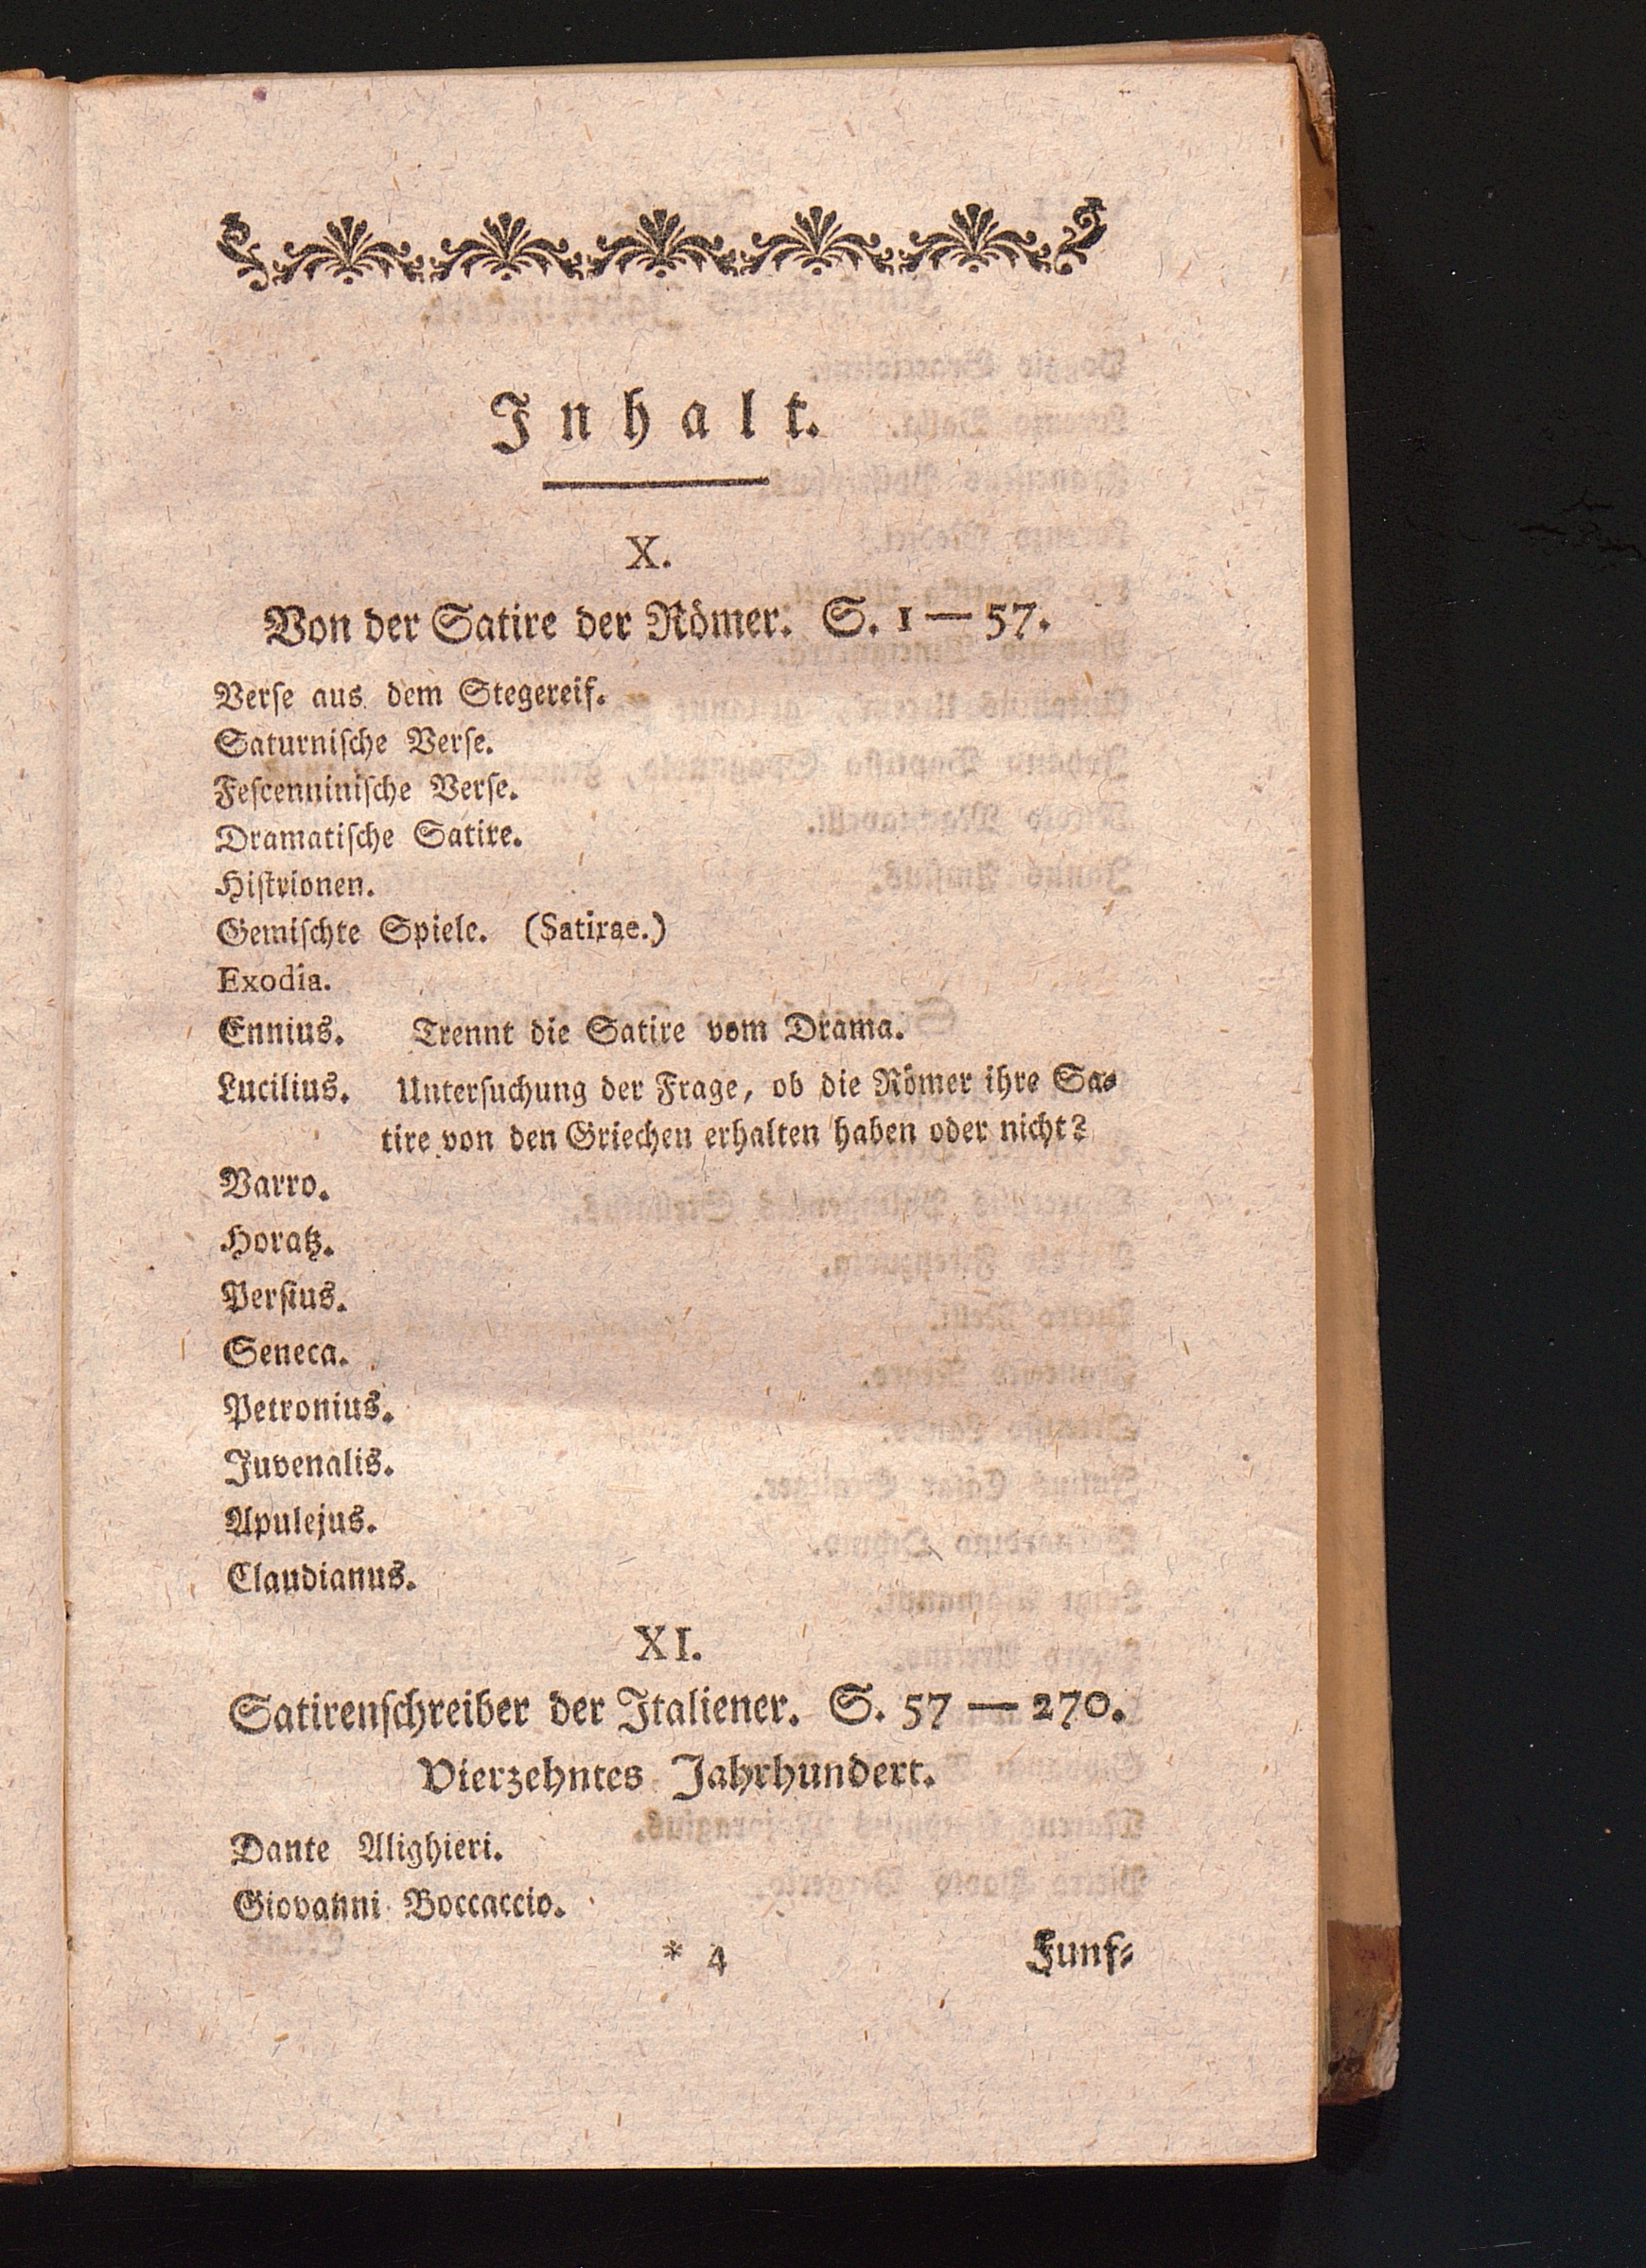 Inhalt.
X.
Von der Satire der Römer. S. 1 — 57.
Verſe aus dem Stegereif.
Saturniſche Verſe.
Feſcenniniſche Verſe.
Dramatiſche Satire.
Hiſtrionen.
Gemiſchte Spiele. (Satirae.)
Exodia.
Ennius. Trennt die Satire vom Drama.
Lucilius. Unterſuchung der Frage, ob die Römer ihre Sa⸗
tire von den Griechen erhalten haben oder nicht?
Varro.
Horatz.
Perſius.
Seneca.
Petronius.
Juvenalis.
Apulejus.
Claudianus.
XI.
Satirenſchreiber der Italiener. S. 57 — 270.
Vierzehntes Jahrhundert.
Dante Alighieri.
Giovanni Boccaccio.
* 4 Funf⸗